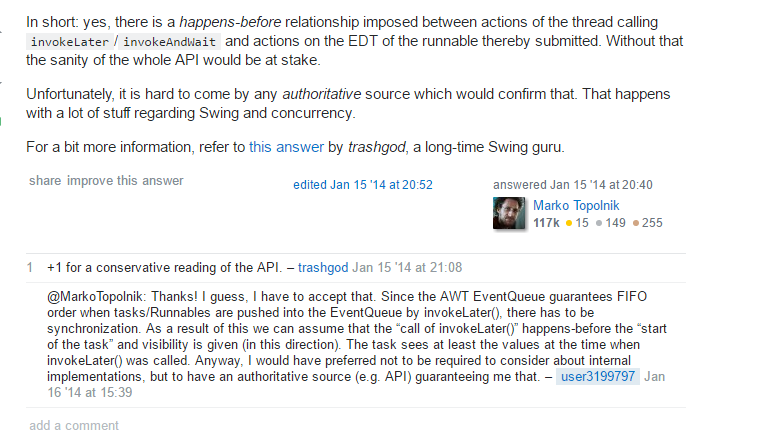 In short: yes, there is a happens-before relationship imposed between actions of the thread calling
invokeLater / invokeAndWait and actions on the EDT of the runnable thereby submitted. Without that
the sanity of the whole API would be at stake.
Unfortunately, it is hard to come by any authoritative source which would confirm that. That happens
with a lot of stuff regarding Swing and concurrency.
For a bit more information, refer to this answer by trashgod, a long-time Swing guru.
share improve this answer
edited Jan 15 '14 at 20:52
answered Jan 15 '14 at 20:40
Marko Topolnik
117k ● 15 ● 149 ● 255
1 +1 for a conservative reading of the API. – trashgod Jan 15 '14 at 21:08
@MarkoTopolnik: Thanks! I guess, I have to accept that. Since the AWT EventQueue guarantees FIFO
order when tasks/Runnables are pushed into the EventQueue by invokeLater(), there has to be
synchronization. As a result of this we can assume that the “call of invokeLater()” happens-before the “start
of the task” and visibility is given (in this direction). The task sees at least the values at the time when
invokeLater() was called. Anyway, I would have preferred not to be required to consider about internal
implementations, but to have an authoritative source (e.g. API) guaranteeing me that. – user3199797 Jan
16 '14 at 15:39
add a comment